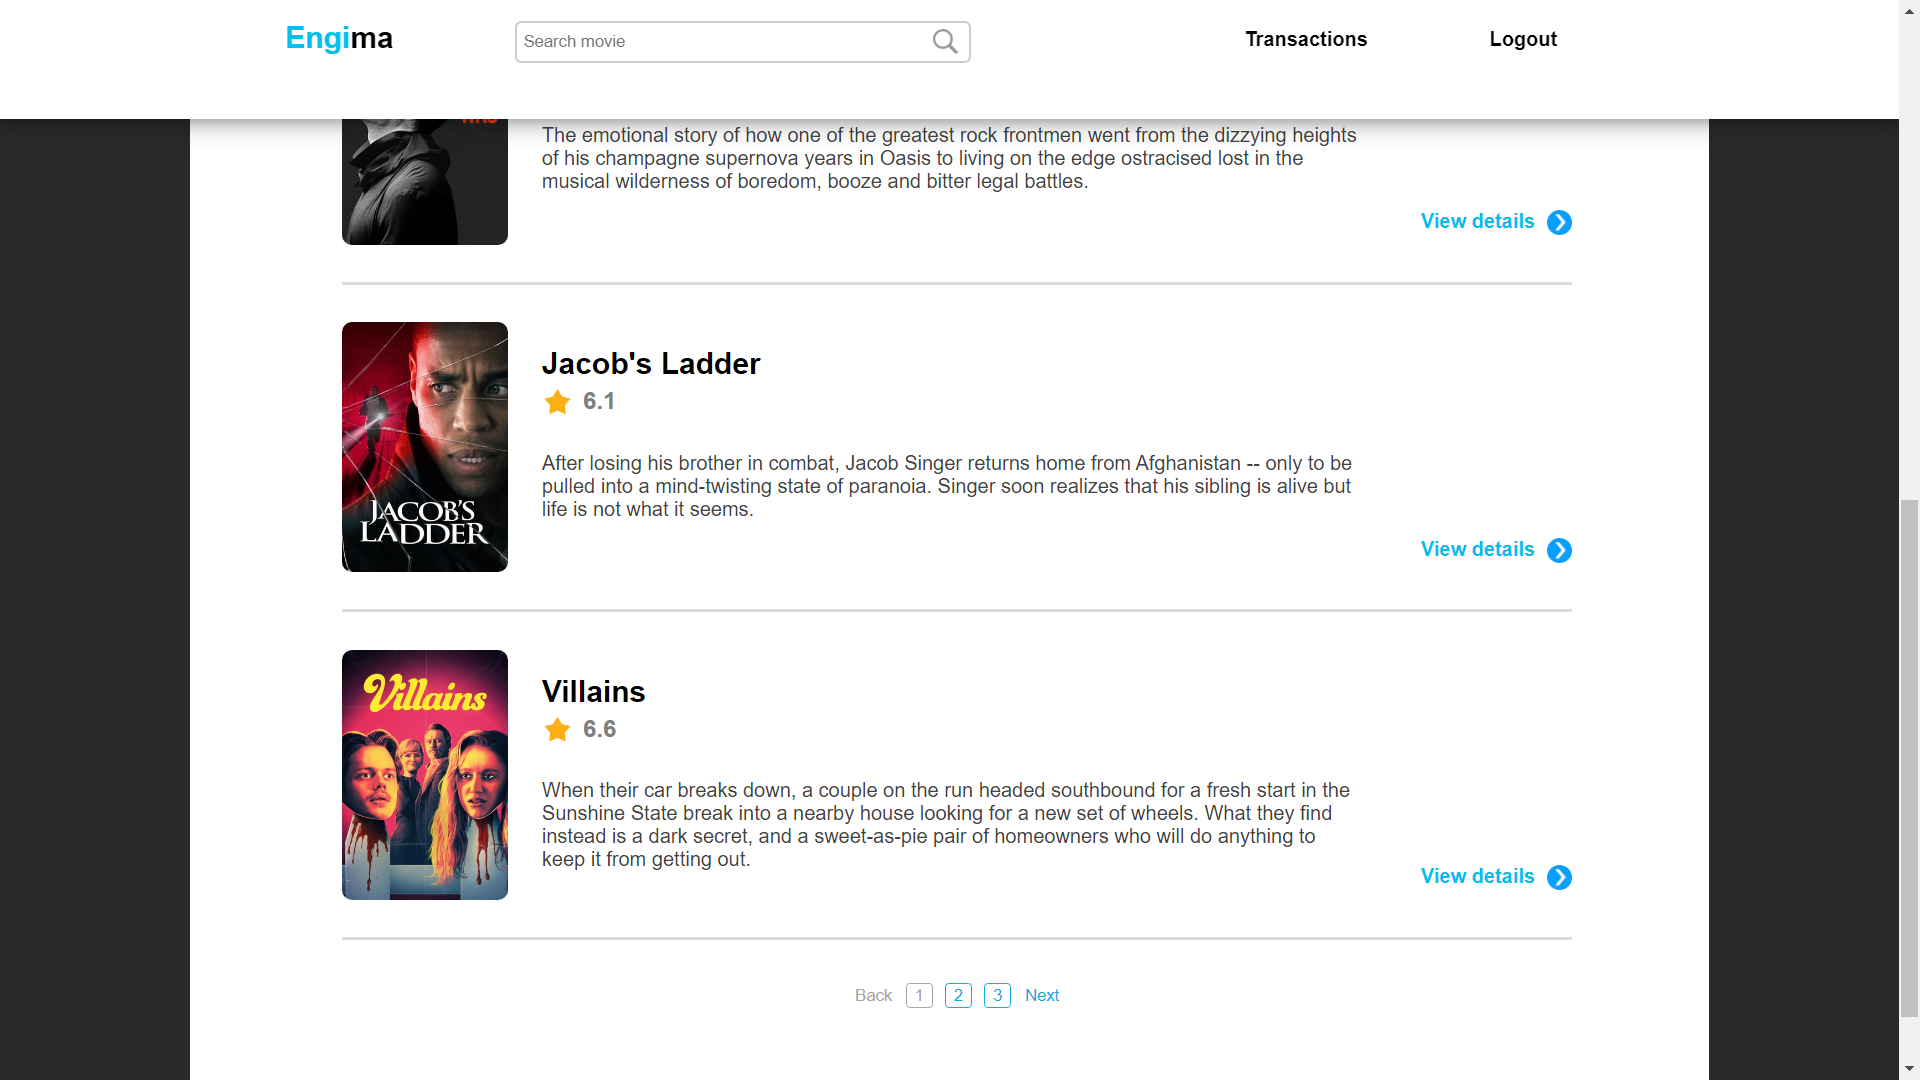 Engima
Search movie
Transactions
Logout
The emotional story of how one of the greatest rock frontmen went from the dizzying heights
of his champagne supernova years in Oasis to living on the edge ostracised lost in the
musical wilderness of boredom, booze and bitter legal battles.
View details
JACOB'S
LADDER
Jacob's Ladder
6.1
After losing his brother in combat, Jacob Singer returns home from Afghanistan -- only to be
pulled into a mind-twisting state of paranoia. Singer soon realizes that his sibling is alive but
life is not what it seems.
View details
Villains
Villains
6.6
When their car breaks down, a couple on the run headed southbound for a fresh start in the
Sunshine State break into a nearby house looking for a new set of wheels. What they find
instead is a dark secret, and a sweet-as-pie pair of homeowners who will do anything to
keep it from getting out.
View details
Back 1 2 3 Next